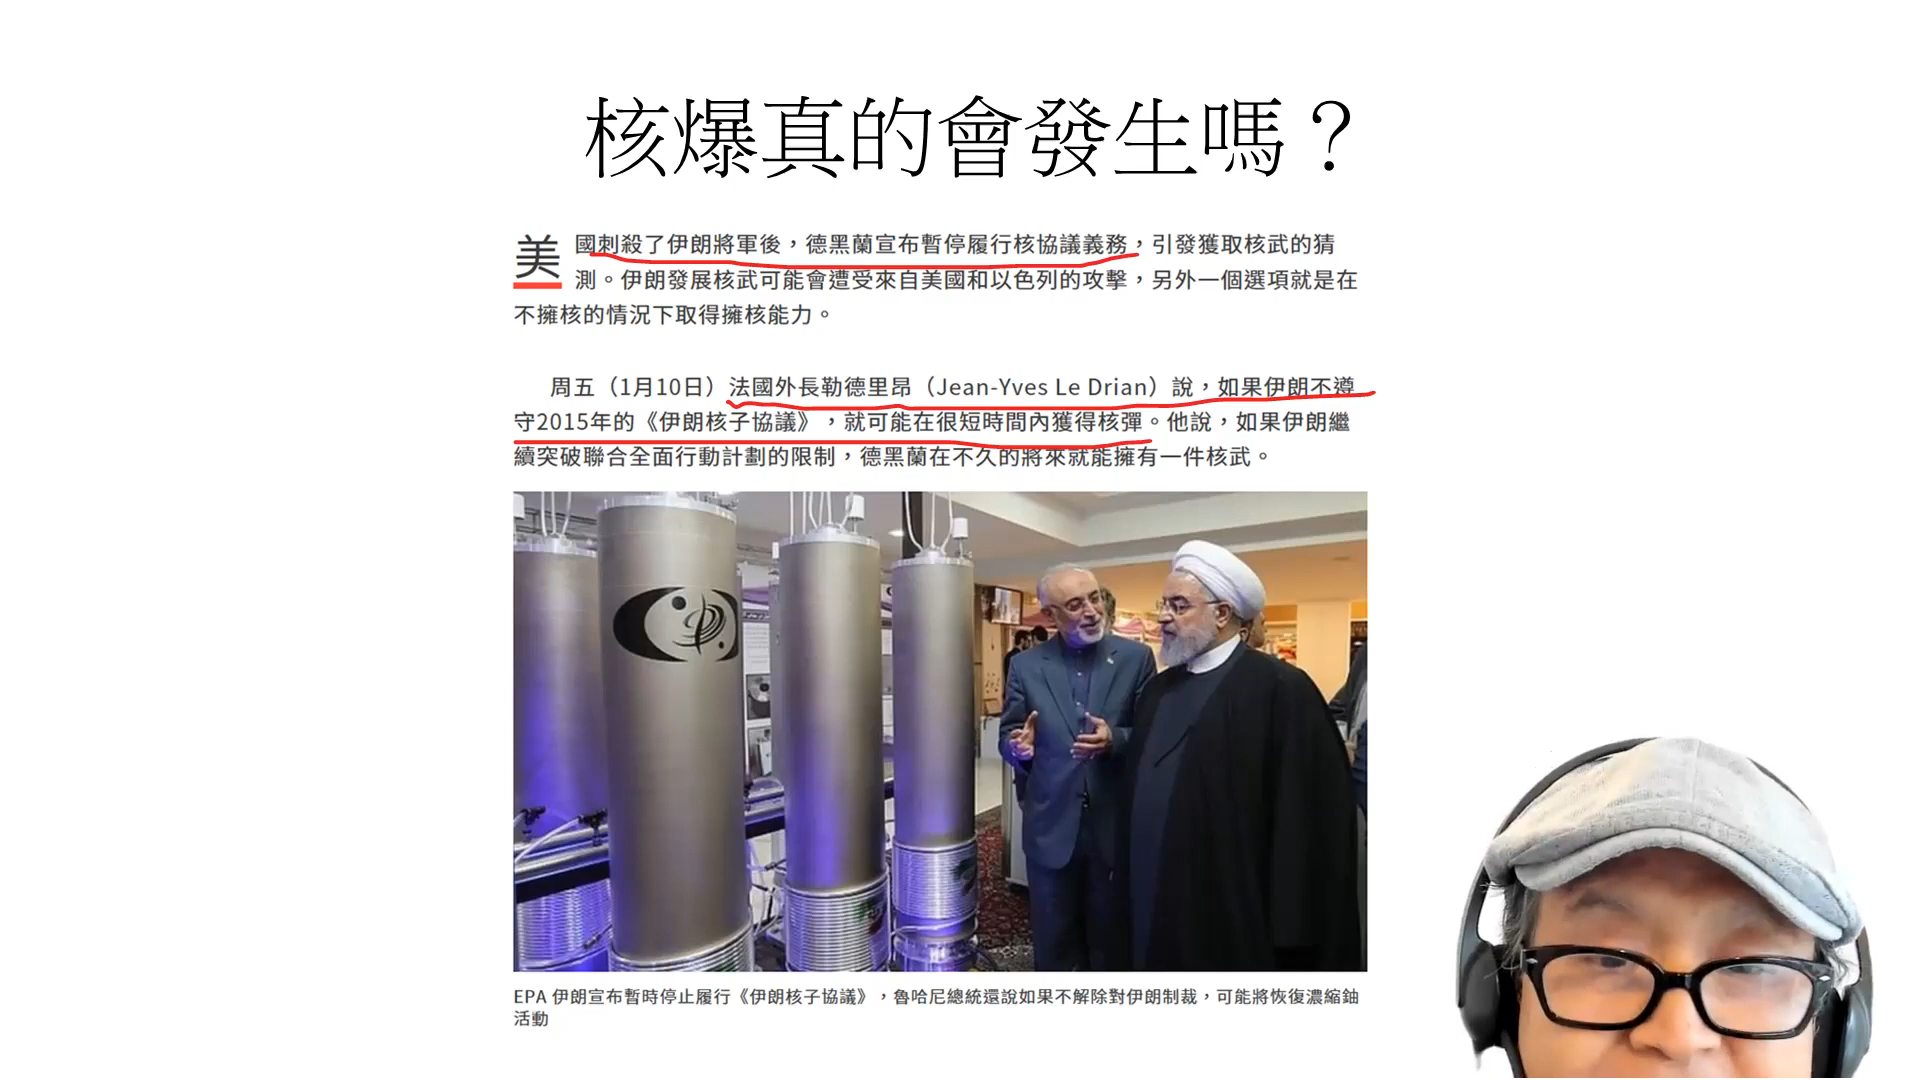 核爆真的會發生嗎？
美國刺殺了伊朗將軍後，德黑蘭宣布暫停履行核協議義務，引發獲取核武的猜
測。伊朗發展核武可能會遭受來自美國和以色列的攻擊，另外一個選項就是在
不擁核的情況下取得擁核能力。
周五（1月10日）法國外長勒德里昂（Jean-Yves Le Drian）說，如果伊朗不遵
守2015年的《伊朗核子協議》，就可能在很短時間內獲得核彈。他說，如果伊朗繼
續突破聯合全面行動計劃的限制，德黑蘭在不久的將來就能擁有一件核武。
EPA 伊朗宣布暫時停止履行《伊朗核子協議》，魯哈尼總統還說如果不解除對伊朗制裁，可能將恢復濃縮鈾
活動